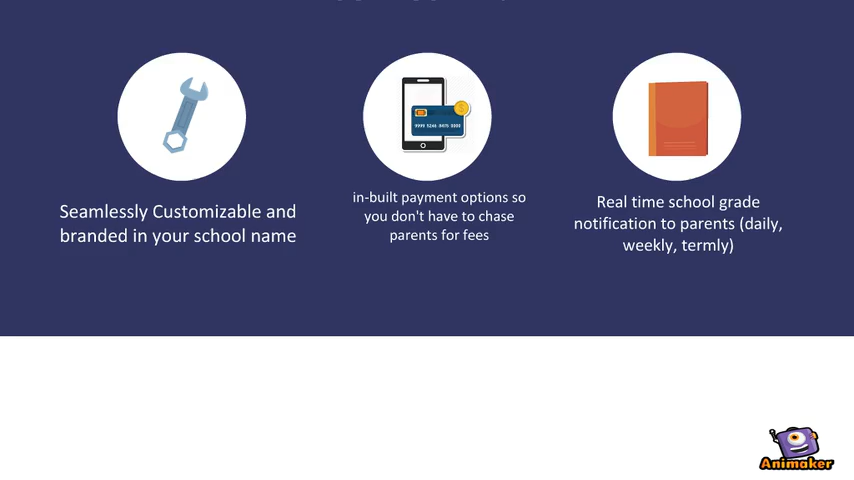 Seamlessly Customizable and
branded in your school name
in-built payment options so
you don't have to chase
parents for fees
Real time school grade
notification to parents (daily,
weekly, termly)
Animaker